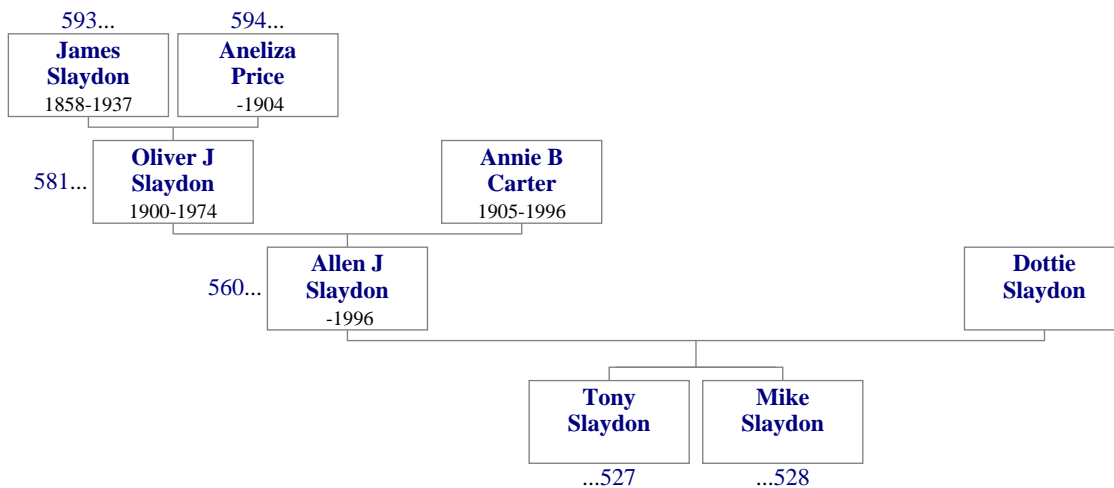 593...
594...
James
Slaydon
1858-1937
Aneliza
Price
-1904
581...
Oliver J
Slaydon
1900-1974
Annie B
Carter
1905-1996
560...
Allen J
Slaydon
-1996
Dottie
Slaydon
Tony
Slaydon
Mike
Slaydon
...527
...528